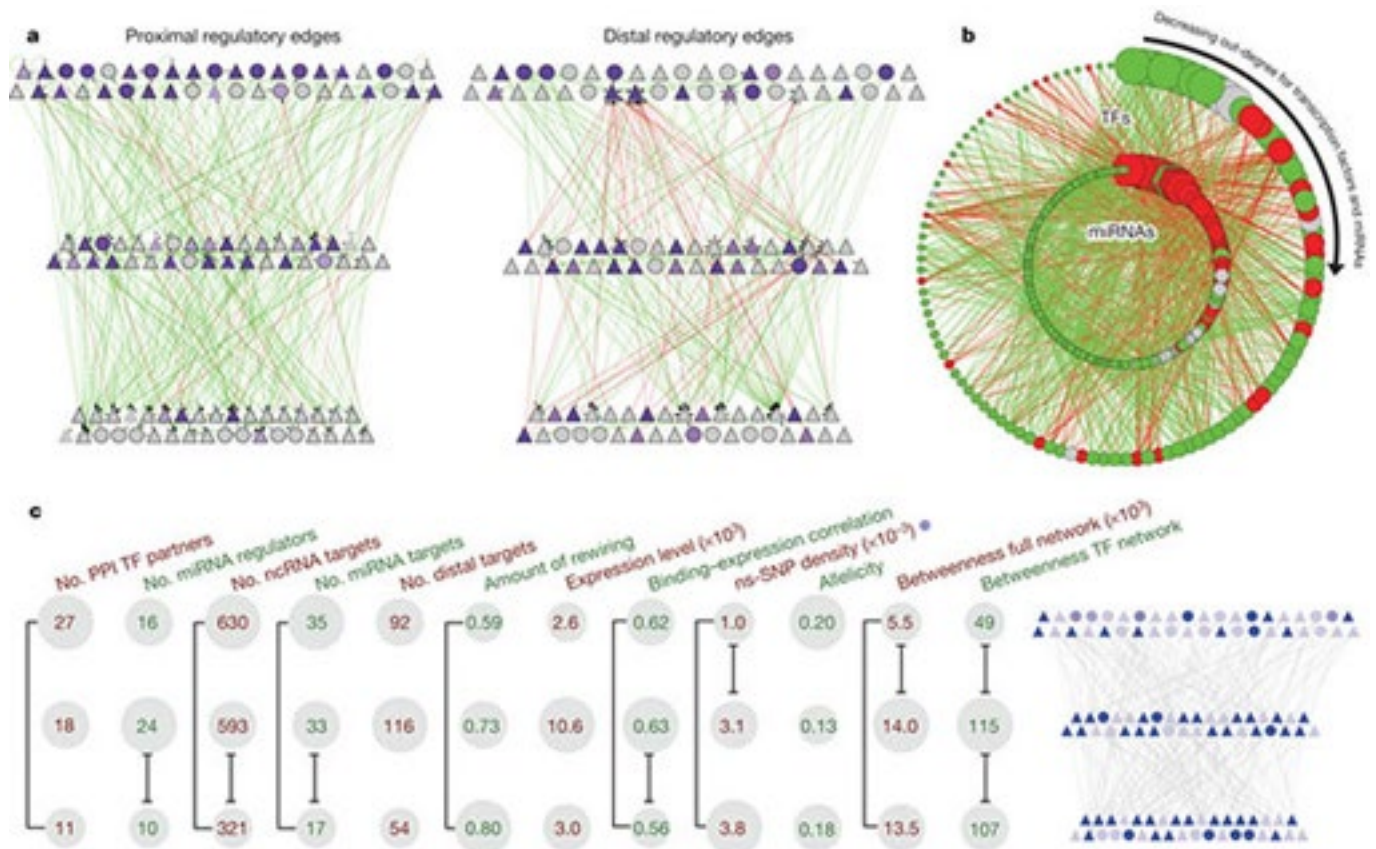 a
Proximal regulatory edges
Distal regulatory edges
b
Decreasing out-degree for transcription factors and miRNAs
TFs
miRNAs
c
No. PPI TF partners
No. miRNA regulators
No. ncRNA targets
No. miRNA targets
No. distal targets
Amount of rewiring
Expression level (×10³)
Binding–expression correlation
ns-SNP density (×10⁻³)
Allelicity
Betweenness full network (×10³)
Betweenness TF network
27 16 630 35 92 0.59 2.6 0.62 1.0 0.20 5.5 49
18 24 593 33 116 0.73 10.6 0.63 3.1 0.13 14.0 115
11 10 321 17 54 0.80 3.0 0.56 3.8 0.18 13.5 107